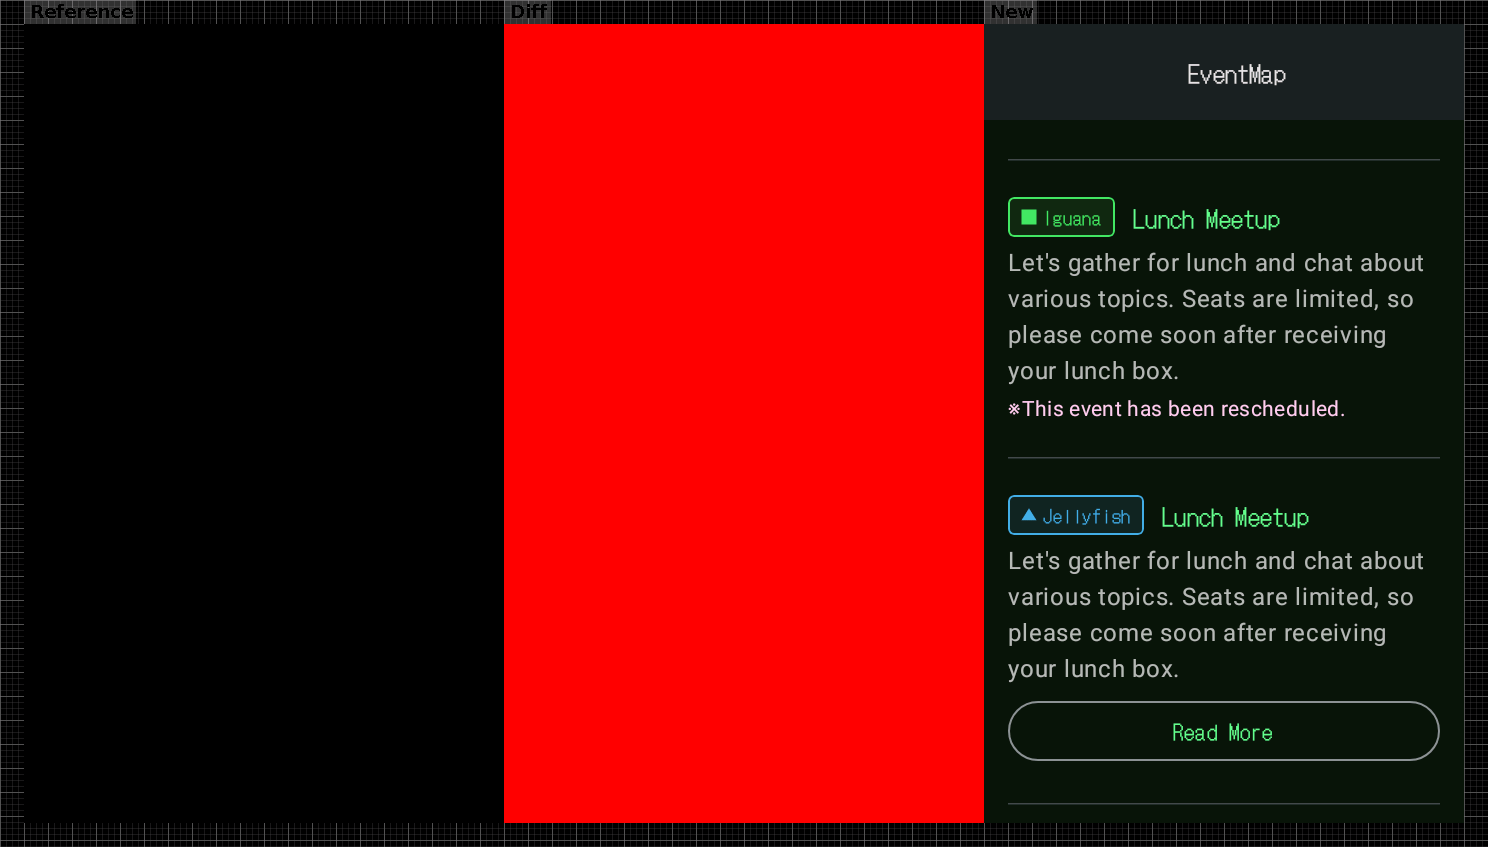 Reference
Diff
New
EventMap
Iguana Lunch Meetup
Let's gather for lunch and chat about
various topics. Seats are limited, so
please come soon after receiving
your lunch box.
※This event has been rescheduled.
Jellyfish Lunch Meetup
Let's gather for lunch and chat about
various topics. Seats are limited, so
please come soon after receiving
your lunch box.
Read More